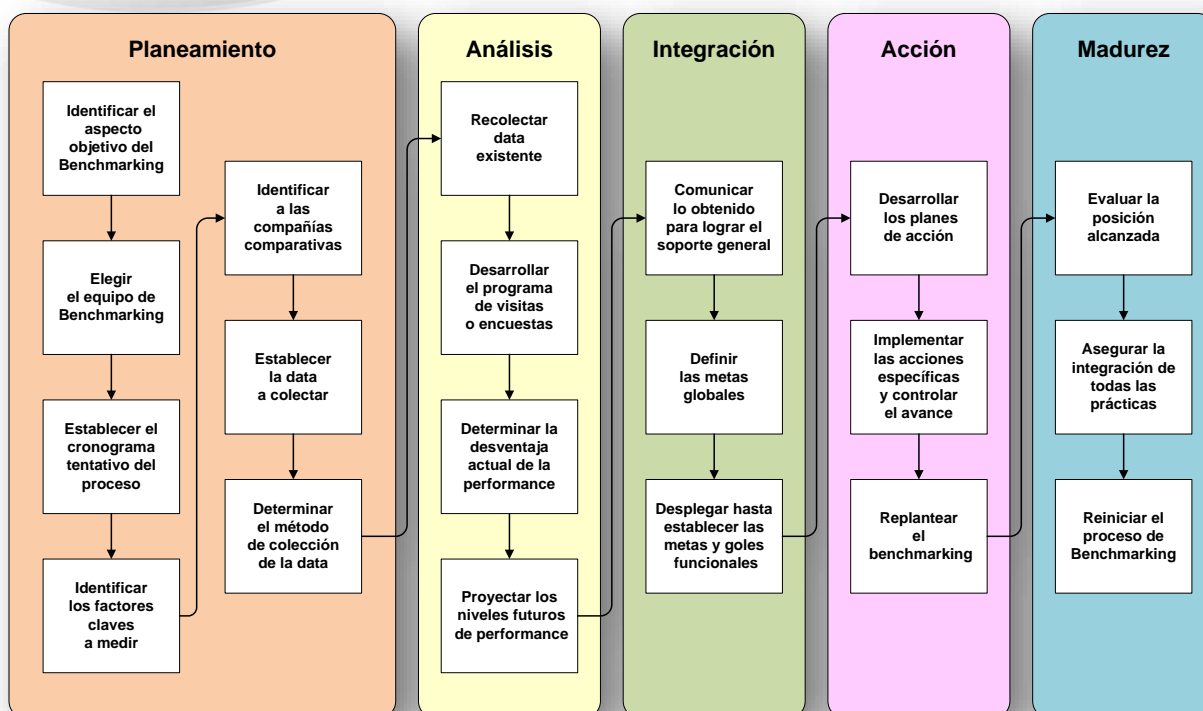 Planeamiento
Identificar el
aspecto
objetivo del
Benchmarking
Elegir
el equipo de
Benchmarking
Establecer el
cronograma
tentativo del
proceso
Identificar
los factores
claves
a medir
Identificar
a las
compañías
comparativas
Establecer
la data
a colectar
Determinar
el método
de colección
de la data
Análisis
Recolectar
data
existente
Desarrollar
el programa
de visitas
o encuestas
Determinar la
desventaja
actual de la
performance
Proyectar los
niveles futuros
de performance
Integración
Comunicar
lo obtenido
para lograr el
soporte general
Definir
las metas
globales
Desplegar hasta
establecer las
metas y goles
funcionales
Acción
Desarrollar
los planes
de acción
Implementar
las acciones
específicas
y controlar
el avance
Replantear
el
benchmarking
Madurez
Evaluar la
posición
alcanzada
Asegurar la
integración de
todas las
prácticas
Reiniciar el
proceso de
Benchmarking